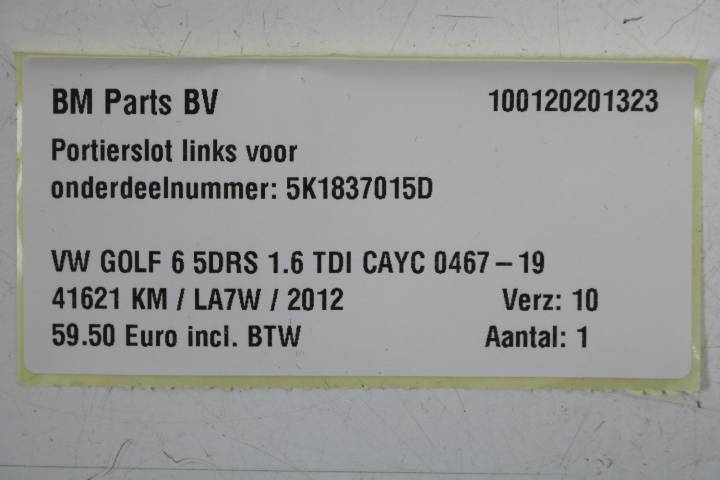 BM Parts BV 100120201323
Portierslot links voor
onderdeelnummer: 5K1837015D
VW GOLF 6 5DRS 1.6 TDI CAYC 0467 – 19
41621 KM / LA7W / 2012 Verz: 10
59.50 Euro incl. BTW Aantal: 1